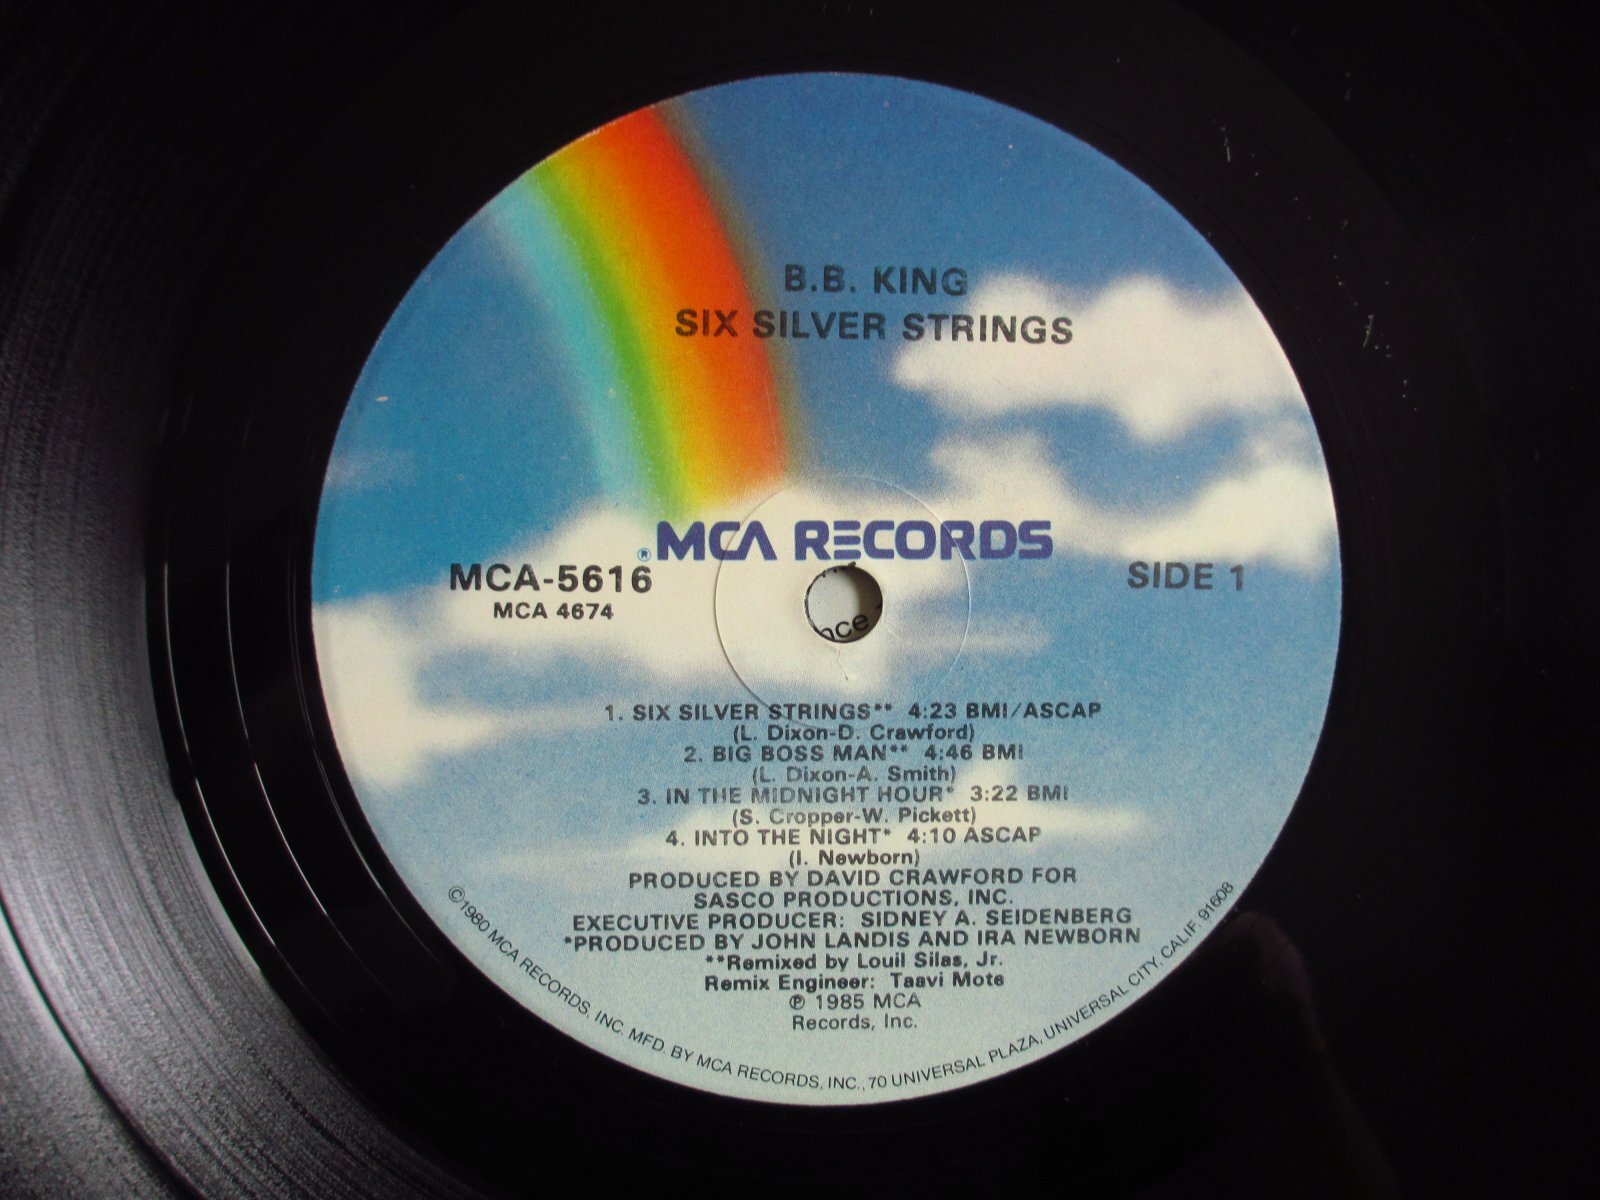 B.B. KING
SIX SILVER STRINGS
®MCA RECORDS
MCA-5616
MCA 4674
SIDE 1
nce
1. SIX SILVER STRINGS** 4:23 BMI/ASCAP
(L. Dixon-D. Crawford)
2. BIG BOSS MAN** 4:46 BMI
(L. Dixon-A. Smith)
3. IN THE MIDNIGHT HOUR* 3:22 BMI
(S. Cropper-W. Pickett)
4. INTO THE NIGHT* 4:10 ASCAP
(I. Newborn)
PRODUCED BY DAVID CRAWFORD FOR
SASCO PRODUCTIONS, INC.
EXECUTIVE PRODUCER: SIDNEY A. SEIDENBERG
*PRODUCED BY JOHN LANDIS AND IRA NEWBORN
**Remixed by Louil Silas, Jr.
Remix Engineer: Taavi Mote
℗ 1985 MCA
Records, Inc.
©1980 MCA RECORDS, INC. MFD. BY MCA RECORDS, INC., 70 UNIVERSAL PLAZA, UNIVERSAL CITY, CALIF. 91608